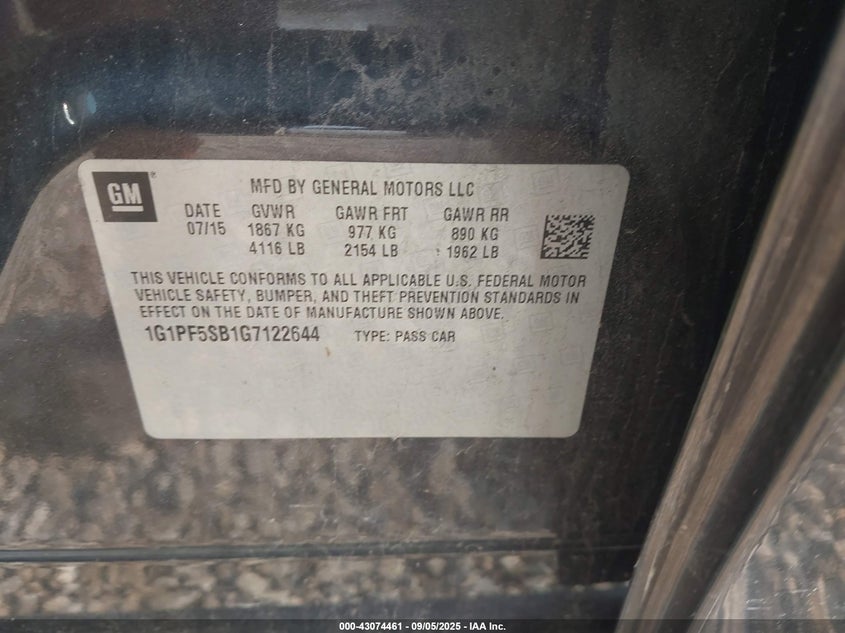 GM ®
MFD BY GENERAL MOTORS LLC
DATE GVWR GAWR FRT GAWR RR
07/15 1867 KG 977 KG 890 KG
4116 LB 2154 LB 1962 LB
THIS VEHICLE CONFORMS TO ALL APPLICABLE U.S. FEDERAL MOTOR
VEHICLE SAFETY, BUMPER, AND THEFT PREVENTION STANDARDS IN
EFFECT ON THE DATE OF MANUFACTURE SHOWN ABOVE.
1G1PF5SB1G7122644 TYPE: PASS CAR
000-43074461 - 09/05/2025 - IAA Inc.